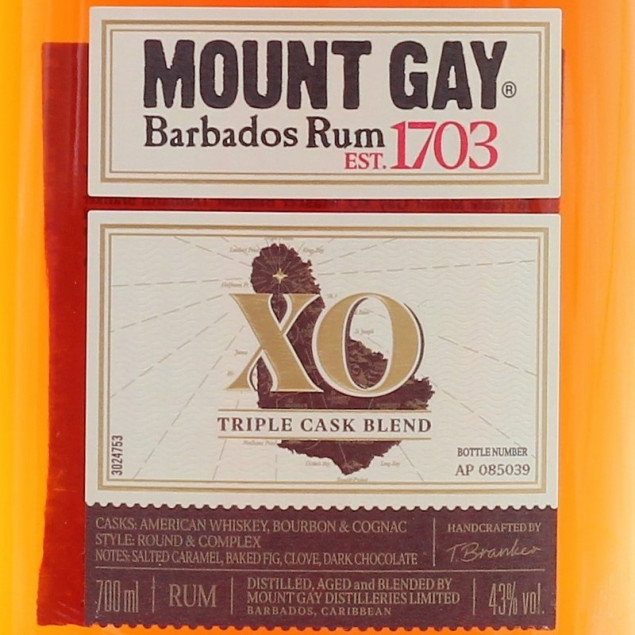 MOUNT GAY®
Barbados Rum
EST. 1703
XO
TRIPLE CASK BLEND
3024753
BOTTLE NUMBER
AP 085039
CASKS: AMERICAN WHISKEY, BOURBON & COGNAC
STYLE: ROUND & COMPLEX
NOTES: SALTED CARAMEL, BAKED FIG, CLOVE, DARK CHOCOLATE
HANDCRAFTED BY
T. Branker
700 ml
RUM
DISTILLED, AGED and BLENDED BY
MOUNT GAY DISTILLERIES LIMITED
BARBADOS, CARIBBEAN
43% vol.